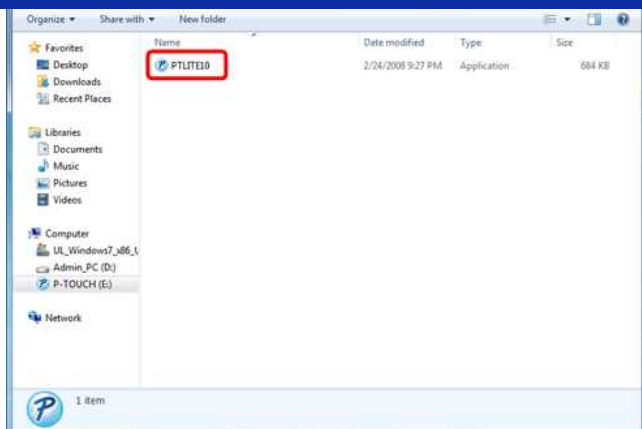 Organize Share with New folder
Name Date modified Type Size
PTLITE10 2/24/2008 9:27 PM Application 684 KB
Favorites
Desktop
Downloads
Recent Places
Libraries
Documents
Music
Pictures
Videos
Computer
UL_Windows7_x86_U
Admin_PC (D:)
P-TOUCH (E:)
Network
1 item